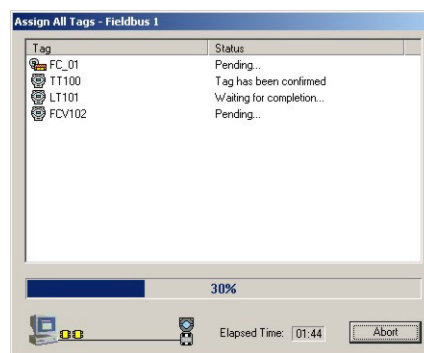 Assign All Tags - Fieldbus 1
Tag Status
FC_01 Pending...
TT100 Tag has been confirmed
LT101 Waiting for completion...
FCV102 Pending...
30%
Elapsed Time: 01:44 Abort